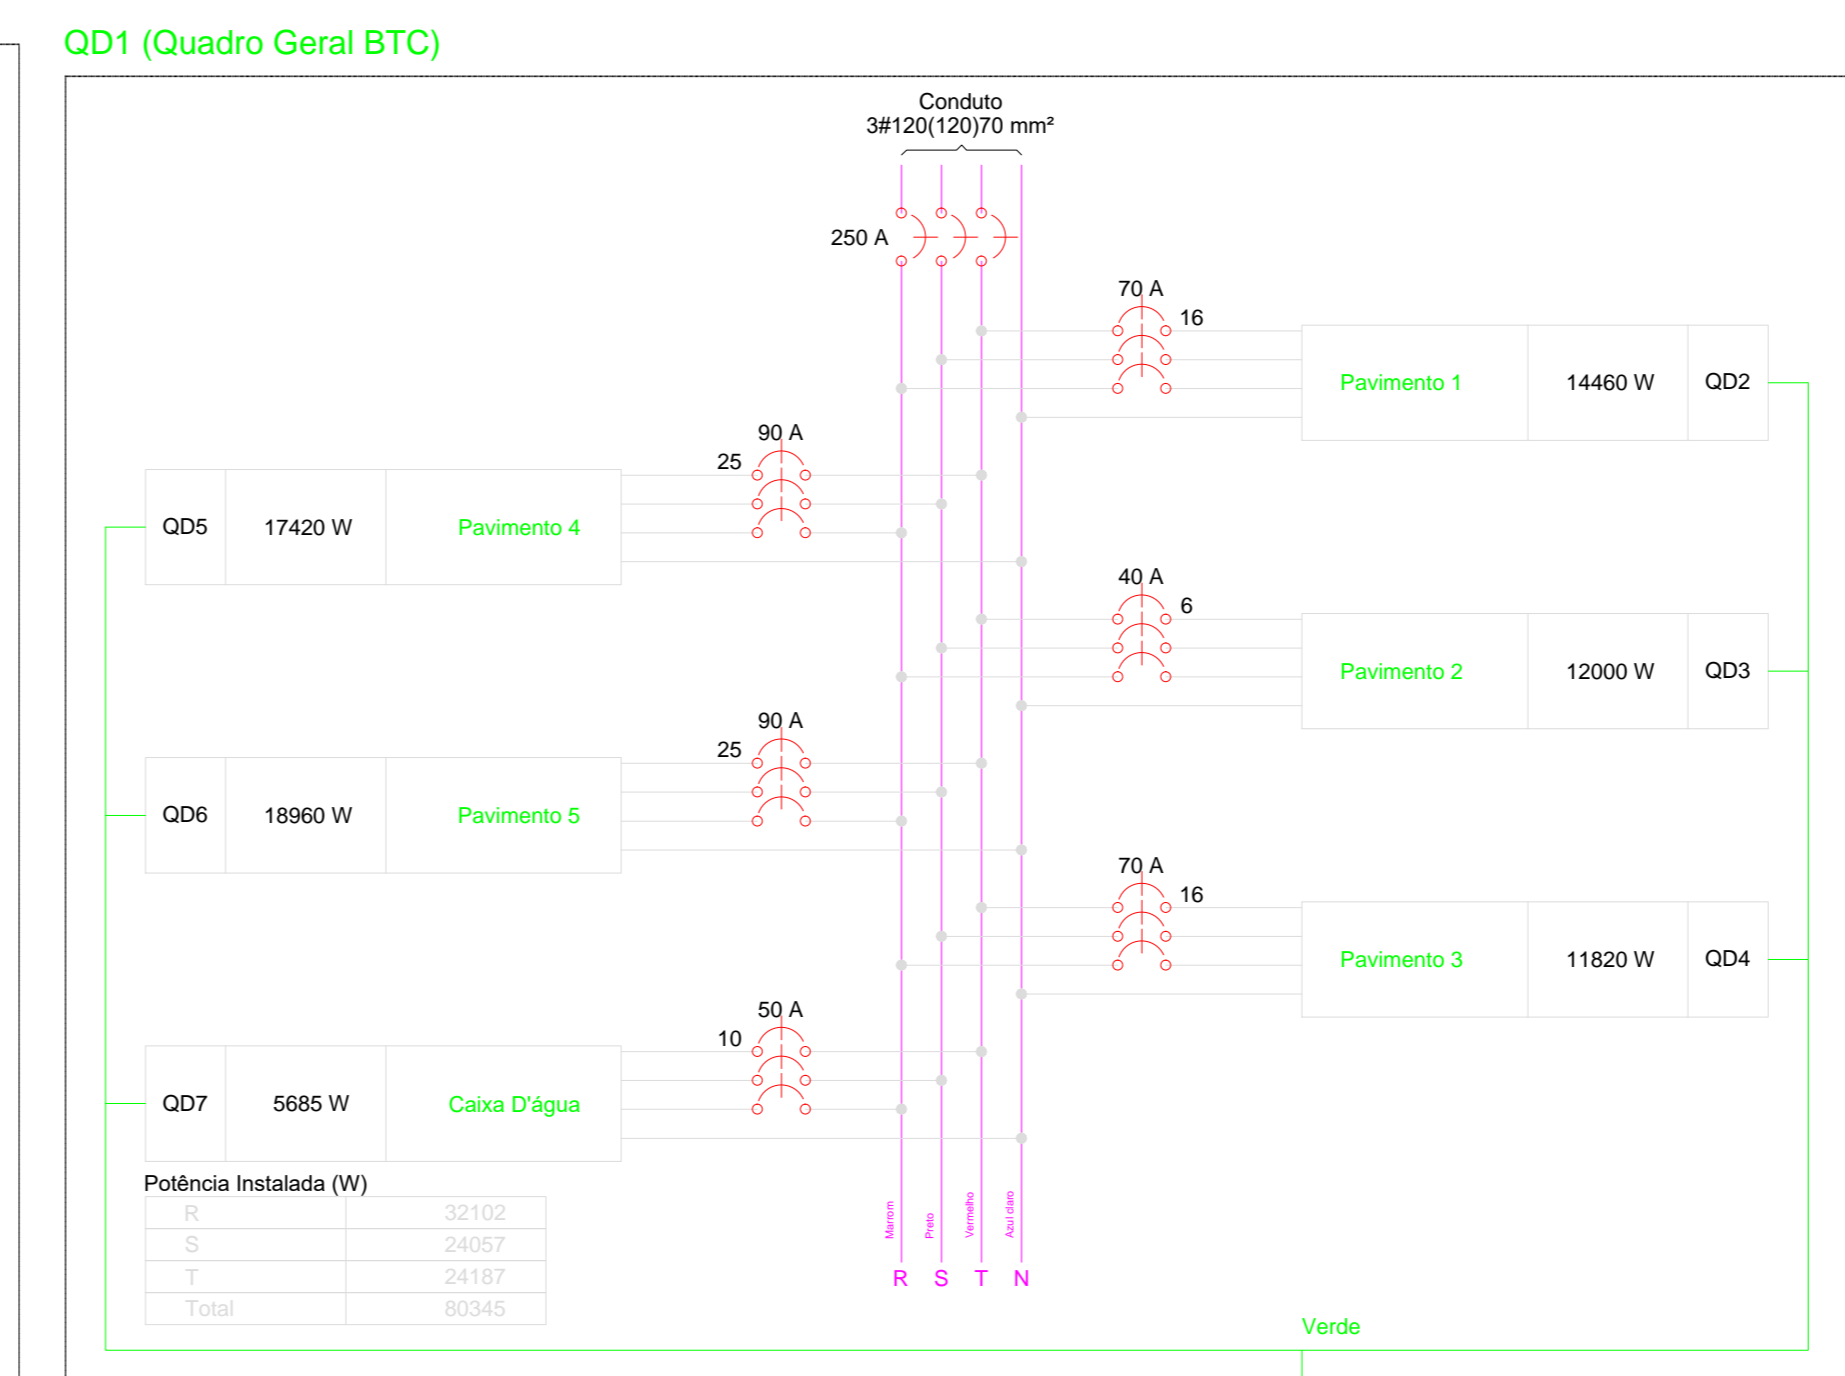 QD1 (Quadro Geral BTC)
Conduto
3#120(120)70 mm²
250 A
70 A
16
Pavimento 1 14460 W QD2
90 A
25
QD5 17420 W Pavimento 4
40 A
6
Pavimento 2 12000 W QD3
90 A
25
QD6 18960 W Pavimento 5
70 A
16
Pavimento 3 11820 W QD4
50 A
10
QD7 5685 W Caixa D'água
Potência Instalada (W)
R 32102
S 24057
T 24187
Total 80345
Marrom
Preto
Vermelho
Azul claro
R S T N
Verde